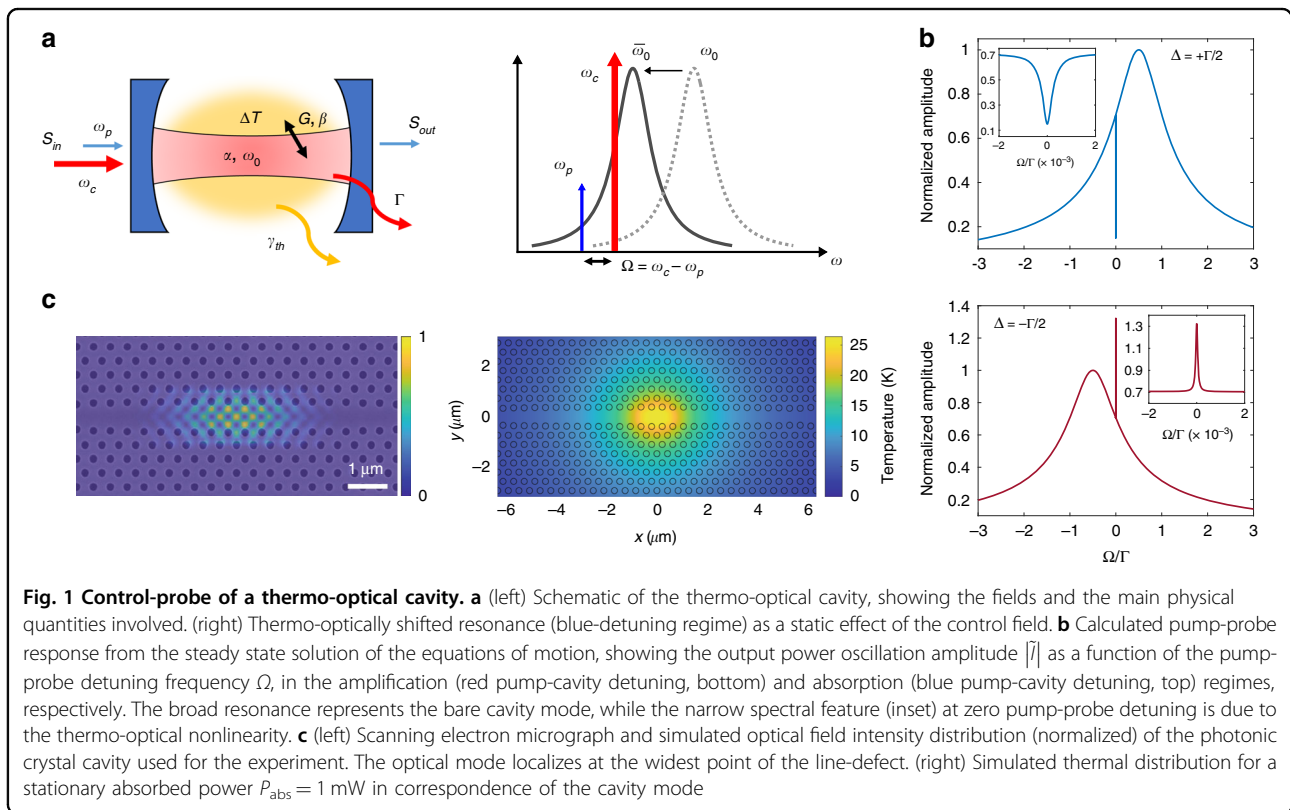 a
S_in
ω_p
ω_c
ΔT
G, β
α, ω_0
S_out
Γ
γ_th
ω_c
ω̅_0
ω_0
ω_p
Ω = ω_c – ω_p
ω
b
Normalized amplitude
1
0.8
0.6
0.4
0.2
-3
-2
-1
0
1
2
3
Δ = +Γ/2
0.7
0.5
0.3
0.1
−2
0
2
Ω/Γ (× 10⁻³)
Normalized amplitude
1.4
1.2
1
0.8
0.6
0.4
0.2
−3
−2
−1
0
1
2
3
Ω/Γ
Δ = −Γ/2
1.3
1.1
0.9
0.7
−2
0
2
Ω/Γ (× 10⁻³)
c
1 μm
1
0
y (μm)
2
0
−2
−6
−4
−2
0
2
4
6
x (μm)
25
20
15
10
5
0
Temperature (K)
Fig. 1 Control-probe of a thermo-optical cavity. a (left) Schematic of the thermo-optical cavity, showing the fields and the main physical
quantities involved. (right) Thermo-optically shifted resonance (blue-detuning regime) as a static effect of the control field. b Calculated pump-probe
response from the steady state solution of the equations of motion, showing the output power oscillation amplitude |Ĩ| as a function of the pump-
probe detuning frequency Ω, in the amplification (red pump-cavity detuning, bottom) and absorption (blue pump-cavity detuning, top) regimes,
respectively. The broad resonance represents the bare cavity mode, while the narrow spectral feature (inset) at zero pump-probe detuning is due to
the thermo-optical nonlinearity. c (left) Scanning electron micrograph and simulated optical field intensity distribution (normalized) of the photonic
crystal cavity used for the experiment. The optical mode localizes at the widest point of the line-defect. (right) Simulated thermal distribution for a
stationary absorbed power P_abs = 1 mW in correspondence of the cavity mode